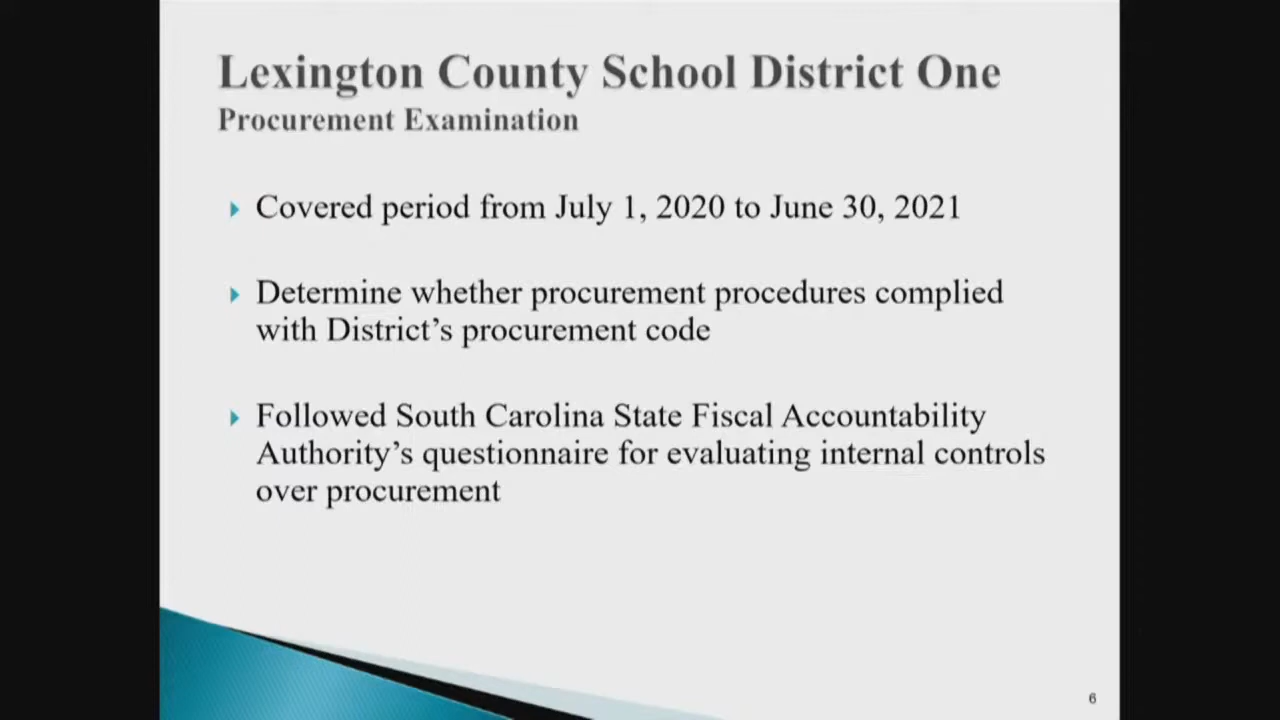 Lexington County School District One
Procurement Examination
Covered period from July 1, 2020 to June 30, 2021
Determine whether procurement procedures complied
with District’s procurement code
Followed South Carolina State Fiscal Accountability
Authority’s questionnaire for evaluating internal controls
over procurement
6